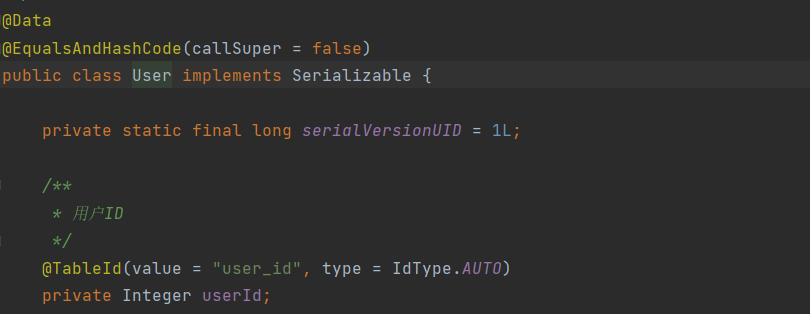 @Data
@EqualsAndHashCode(callSuper = false)
public class User implements Serializable {
private static final long serialVersionUID = 1L;
/**
* 用户ID
*/
@TableId(value = "user_id", type = IdType.AUTO)
private Integer userId;